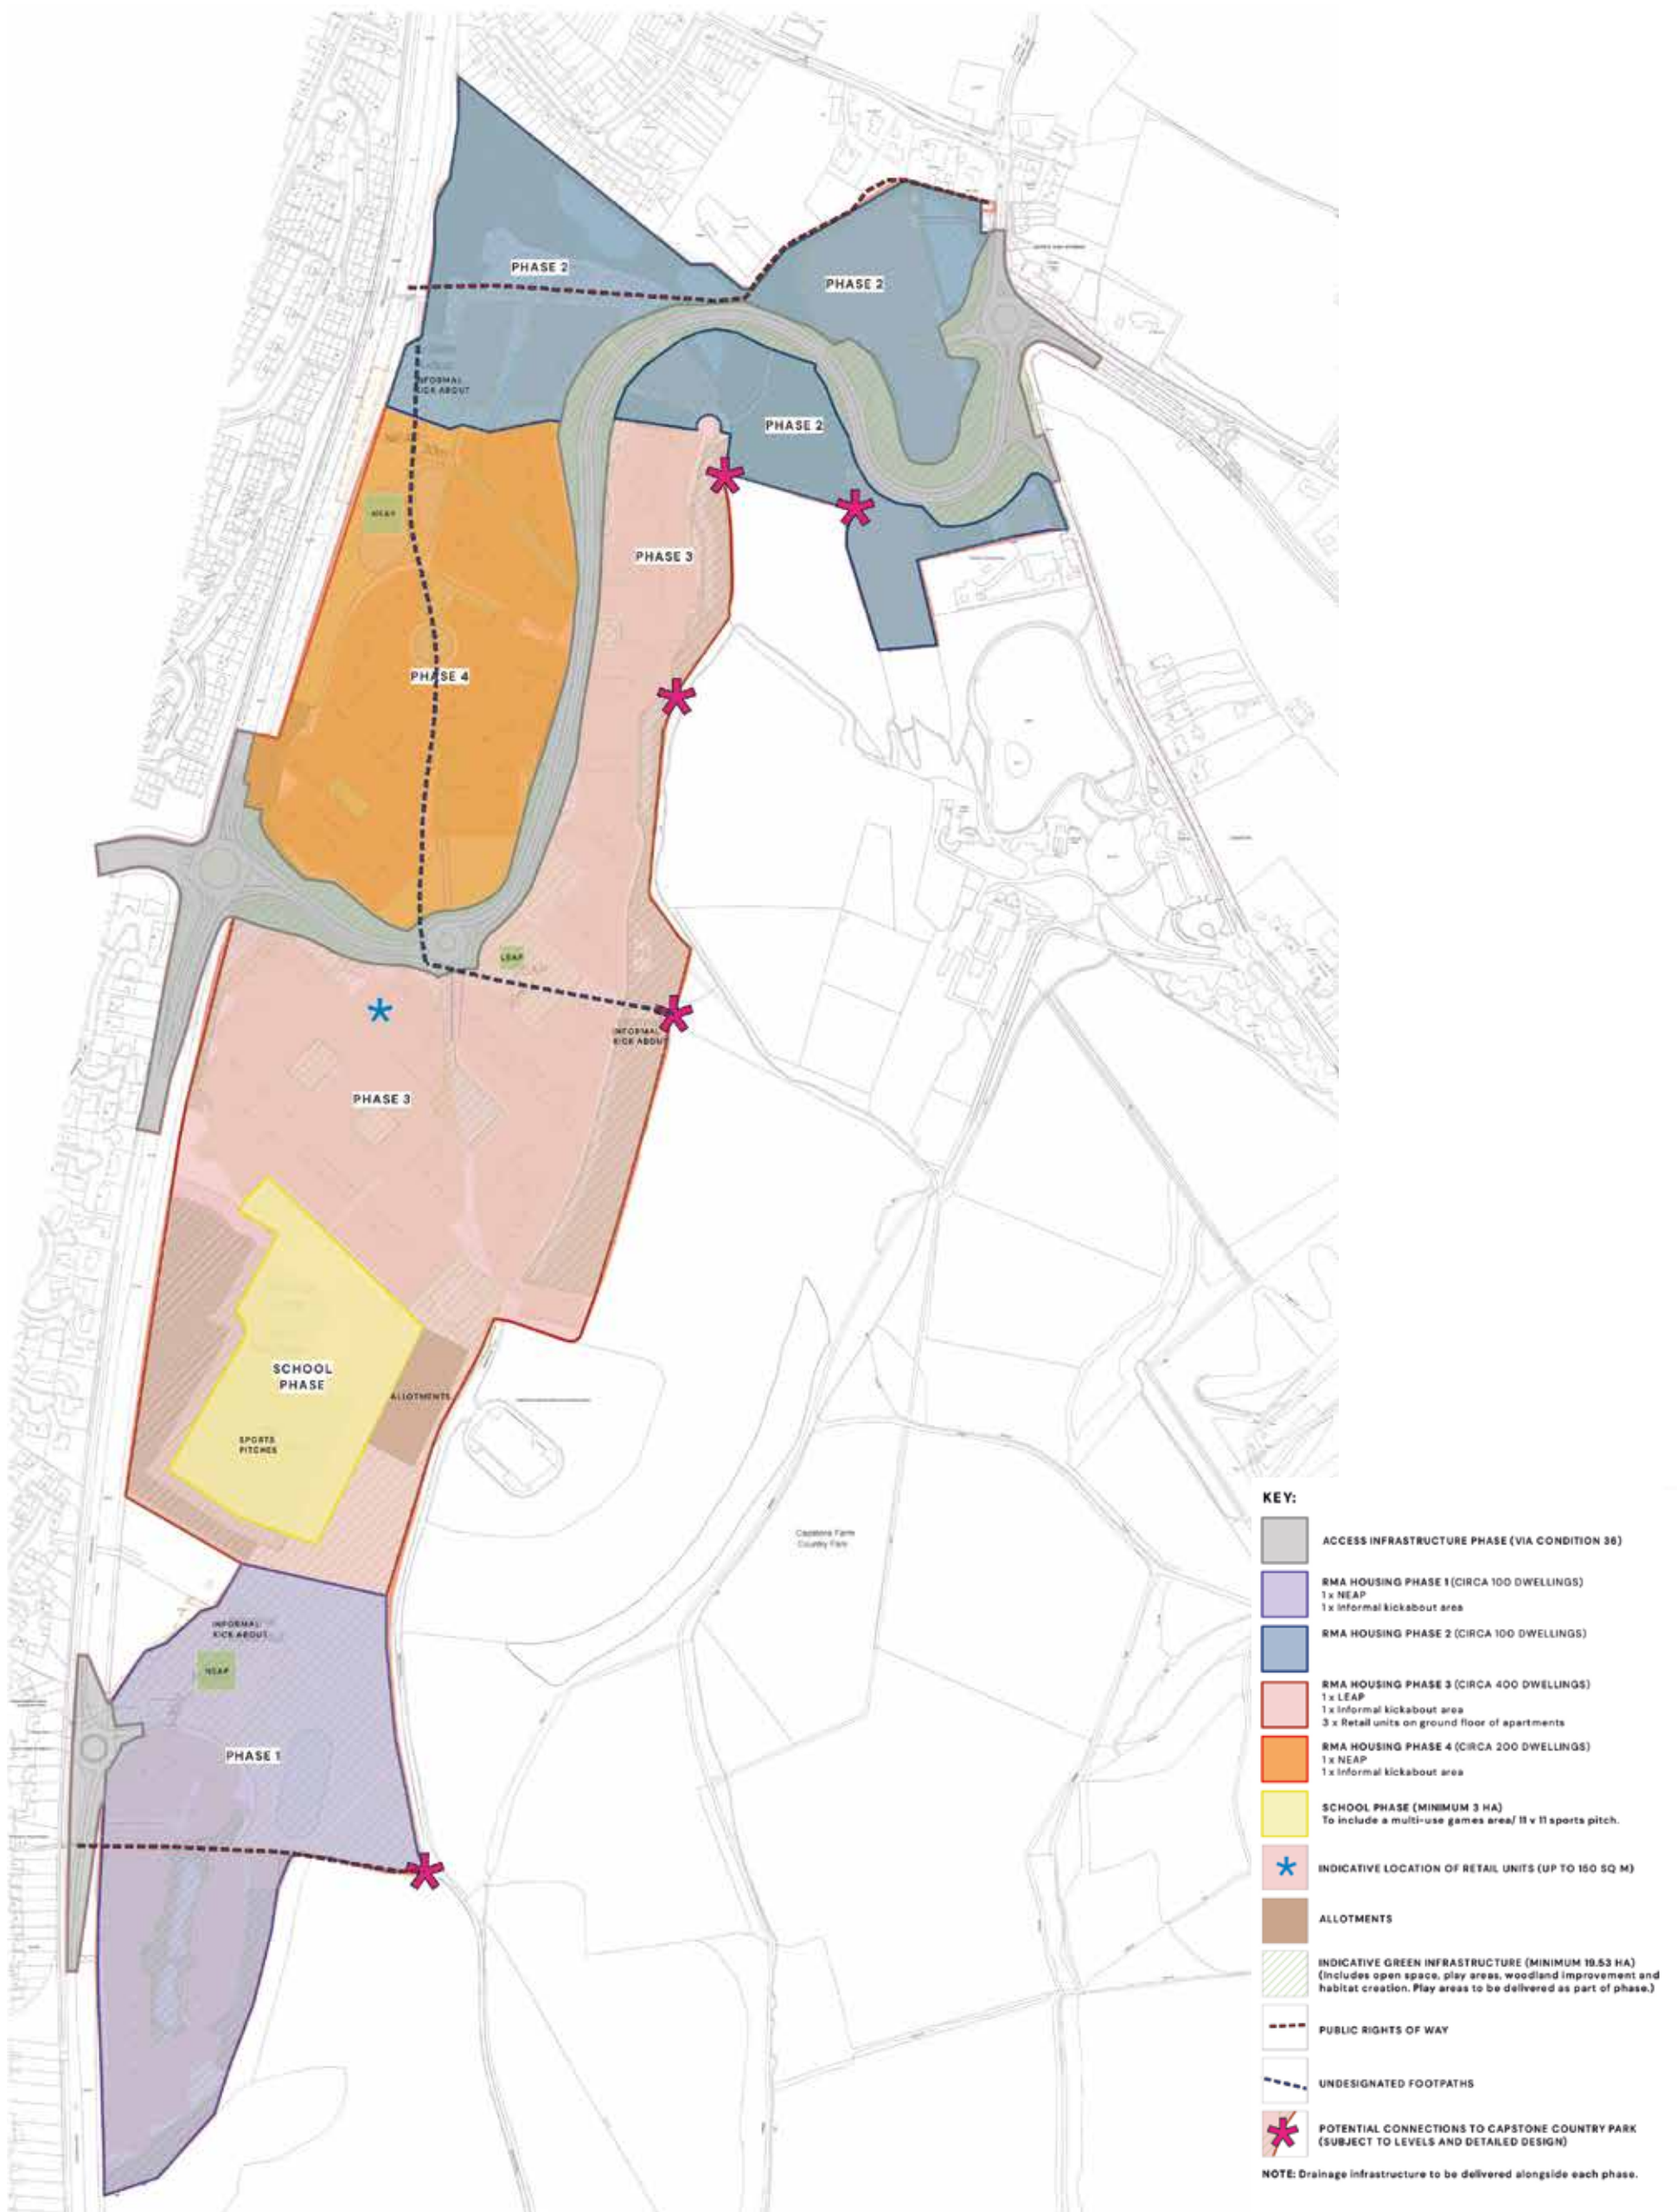 PHASE 2
PHASE 2
INFORMAL
KICK ABOUT
PHASE 2
NEAP
PHASE 3
PHASE 4
LEAP
INFORMAL
KICK ABOUT
PHASE 3
SCHOOL
PHASE
ALLOTMENTS
SPORTS
PITCHES
Capstone Farm
Country Park
INFORMAL
KICK ABOUT
NEAP
PHASE 1
KEY:
ACCESS INFRASTRUCTURE PHASE (VIA CONDITION 36)
RMA HOUSING PHASE 1 (CIRCA 100 DWELLINGS)
1 x NEAP
1 x Informal kickabout area
RMA HOUSING PHASE 2 (CIRCA 100 DWELLINGS)
RMA HOUSING PHASE 3 (CIRCA 400 DWELLINGS)
1 x LEAP
1 x Informal kickabout area
3 x Retail units on ground floor of apartments
RMA HOUSING PHASE 4 (CIRCA 200 DWELLINGS)
1 x NEAP
1 x Informal kickabout area
SCHOOL PHASE (MINIMUM 3 HA)
To include a multi-use games area/ 11 v 11 sports pitch.
INDICATIVE LOCATION OF RETAIL UNITS (UP TO 150 SQ M)
ALLOTMENTS
INDICATIVE GREEN INFRASTRUCTURE (MINIMUM 19.53 HA)
(Includes open space, play areas, woodland improvement and
habitat creation. Play areas to be delivered as part of phase.)
PUBLIC RIGHTS OF WAY
UNDESIGNATED FOOTPATHS
POTENTIAL CONNECTIONS TO CAPSTONE COUNTRY PARK
(SUBJECT TO LEVELS AND DETAILED DESIGN)
NOTE: Drainage infrastructure to be delivered alongside each phase.